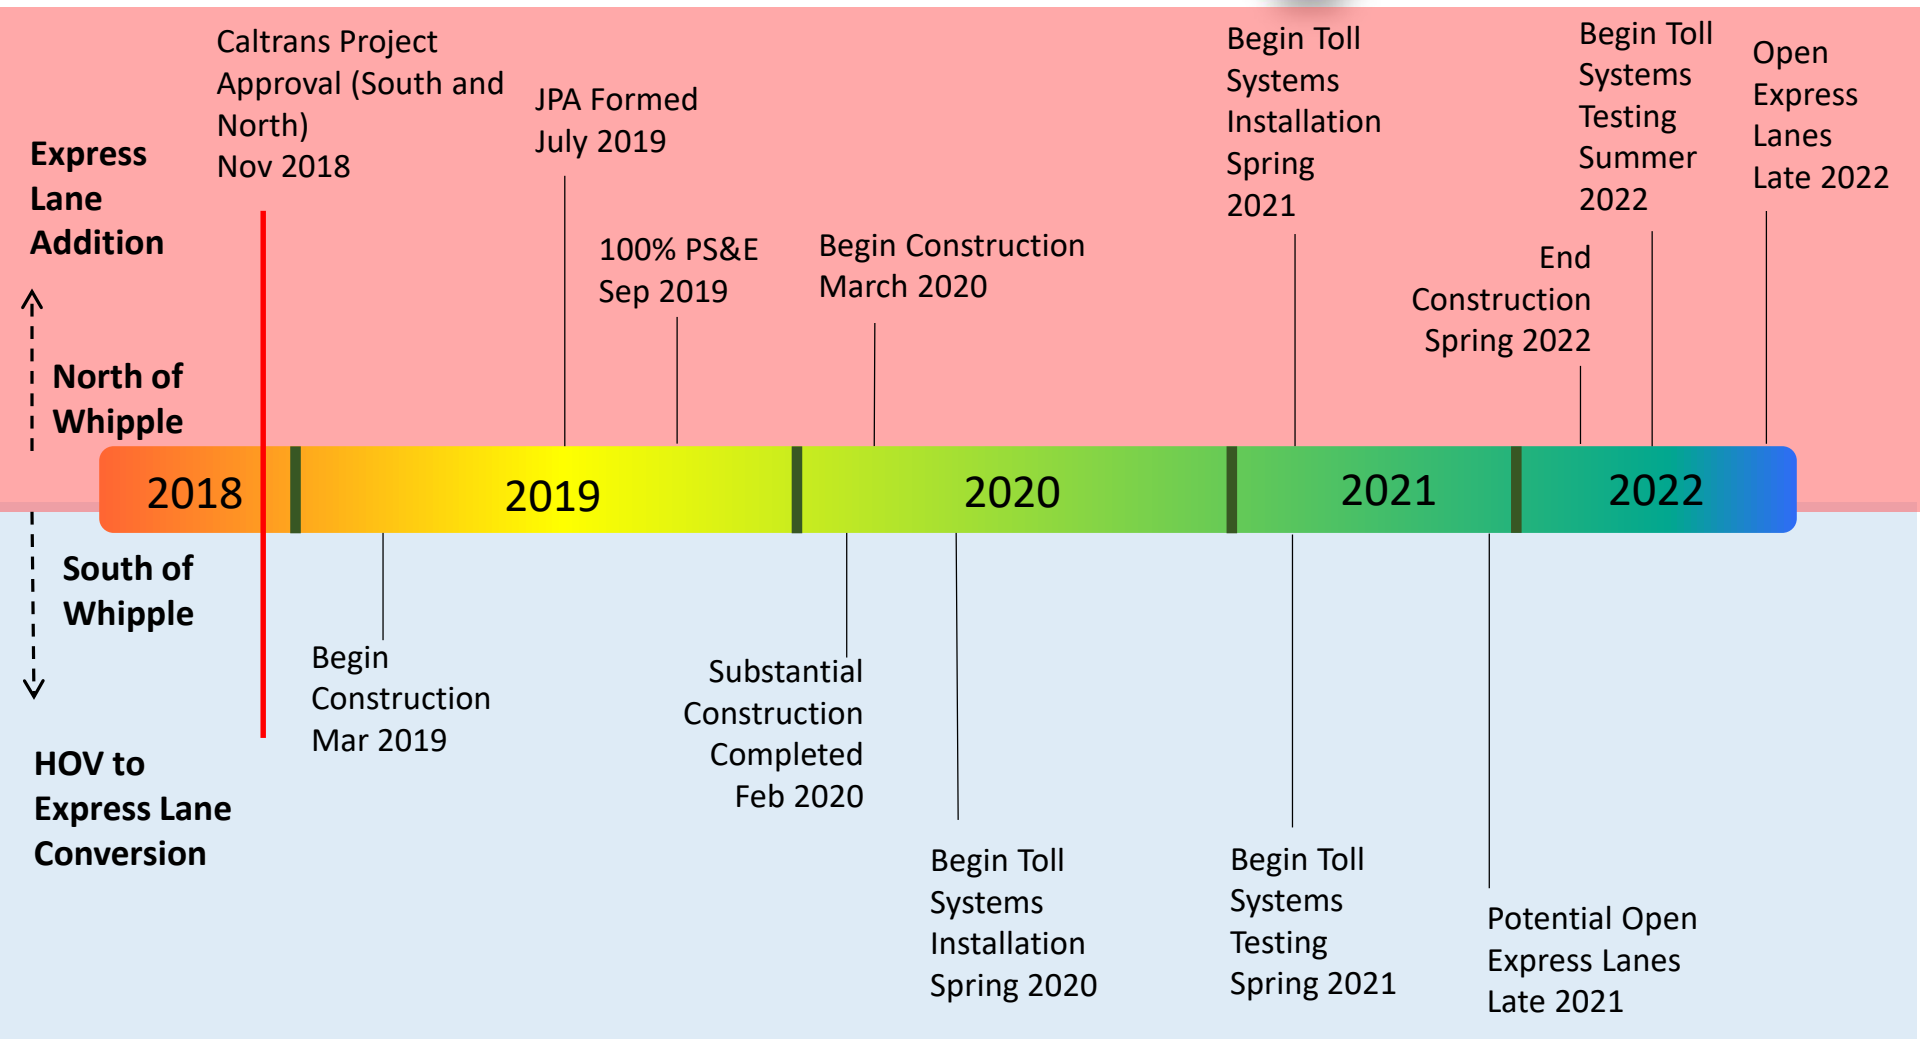 Caltrans Project
Approval (South and
North)
Nov 2018
JPA Formed
July 2019
100% PS&E
Sep 2019
Begin Construction
March 2020
Begin Toll
Systems
Installation
Spring
2021
End
Construction
Spring 2022
Begin Toll
Systems
Testing
Summer
2022
Open
Express
Lanes
Late 2022
Express
Lane
Addition
North of
Whipple
2018
2019
2020
2021
2022
South of
Whipple
HOV to
Express Lane
Conversion
Begin
Construction
Mar 2019
Substantial
Construction
Completed
Feb 2020
Begin Toll
Systems
Installation
Spring 2020
Begin Toll
Systems
Testing
Spring 2021
Potential Open
Express Lanes
Late 2021